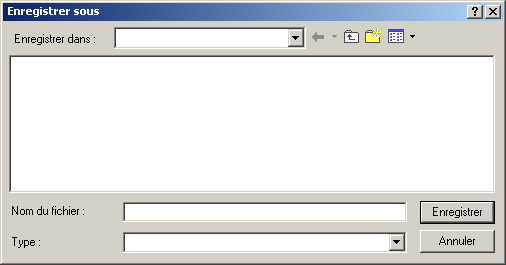 Enregistrer sous
Enregistrer dans :
Nom du fichier :
Enregistrer
Type :
Annuler